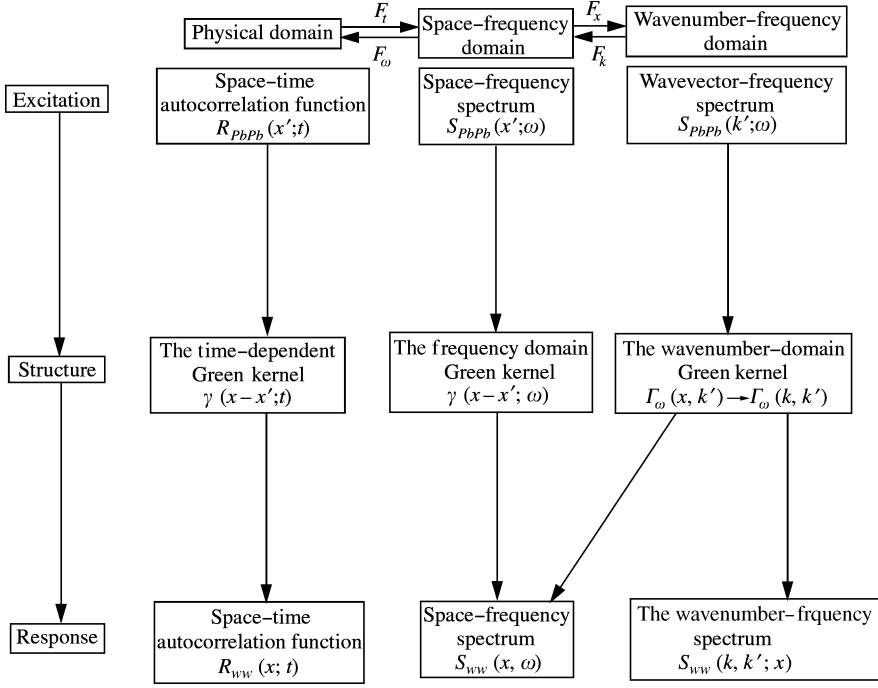 F_t
F_x
Physical domain
Space–frequency
domain
Wavenumber–frequency
domain
F_ω
F_k
Excitation
Space–time
autocorrelation function
R_PbPb (x′;t)
Space–frequency
spectrum
S_PbPb (x′;ω)
Wavevector–frequency
spectrum
S_PbPb (k′;ω)
Structure
The time–dependent
Green kernel
γ (x – x′;t)
The frequency domain
Green kernel
γ (x – x′; ω)
The wavenumber–domain
Green kernel
Γ_ω (x, k′) → Γ_ω (k, k′)
Response
Space–time
autocorrelation function
R_ww (x; t)
Space–frequency
spectrum
S_ww (x, ω)
The wavenumber–frquency
spectrum
S_ww (k, k′; x)